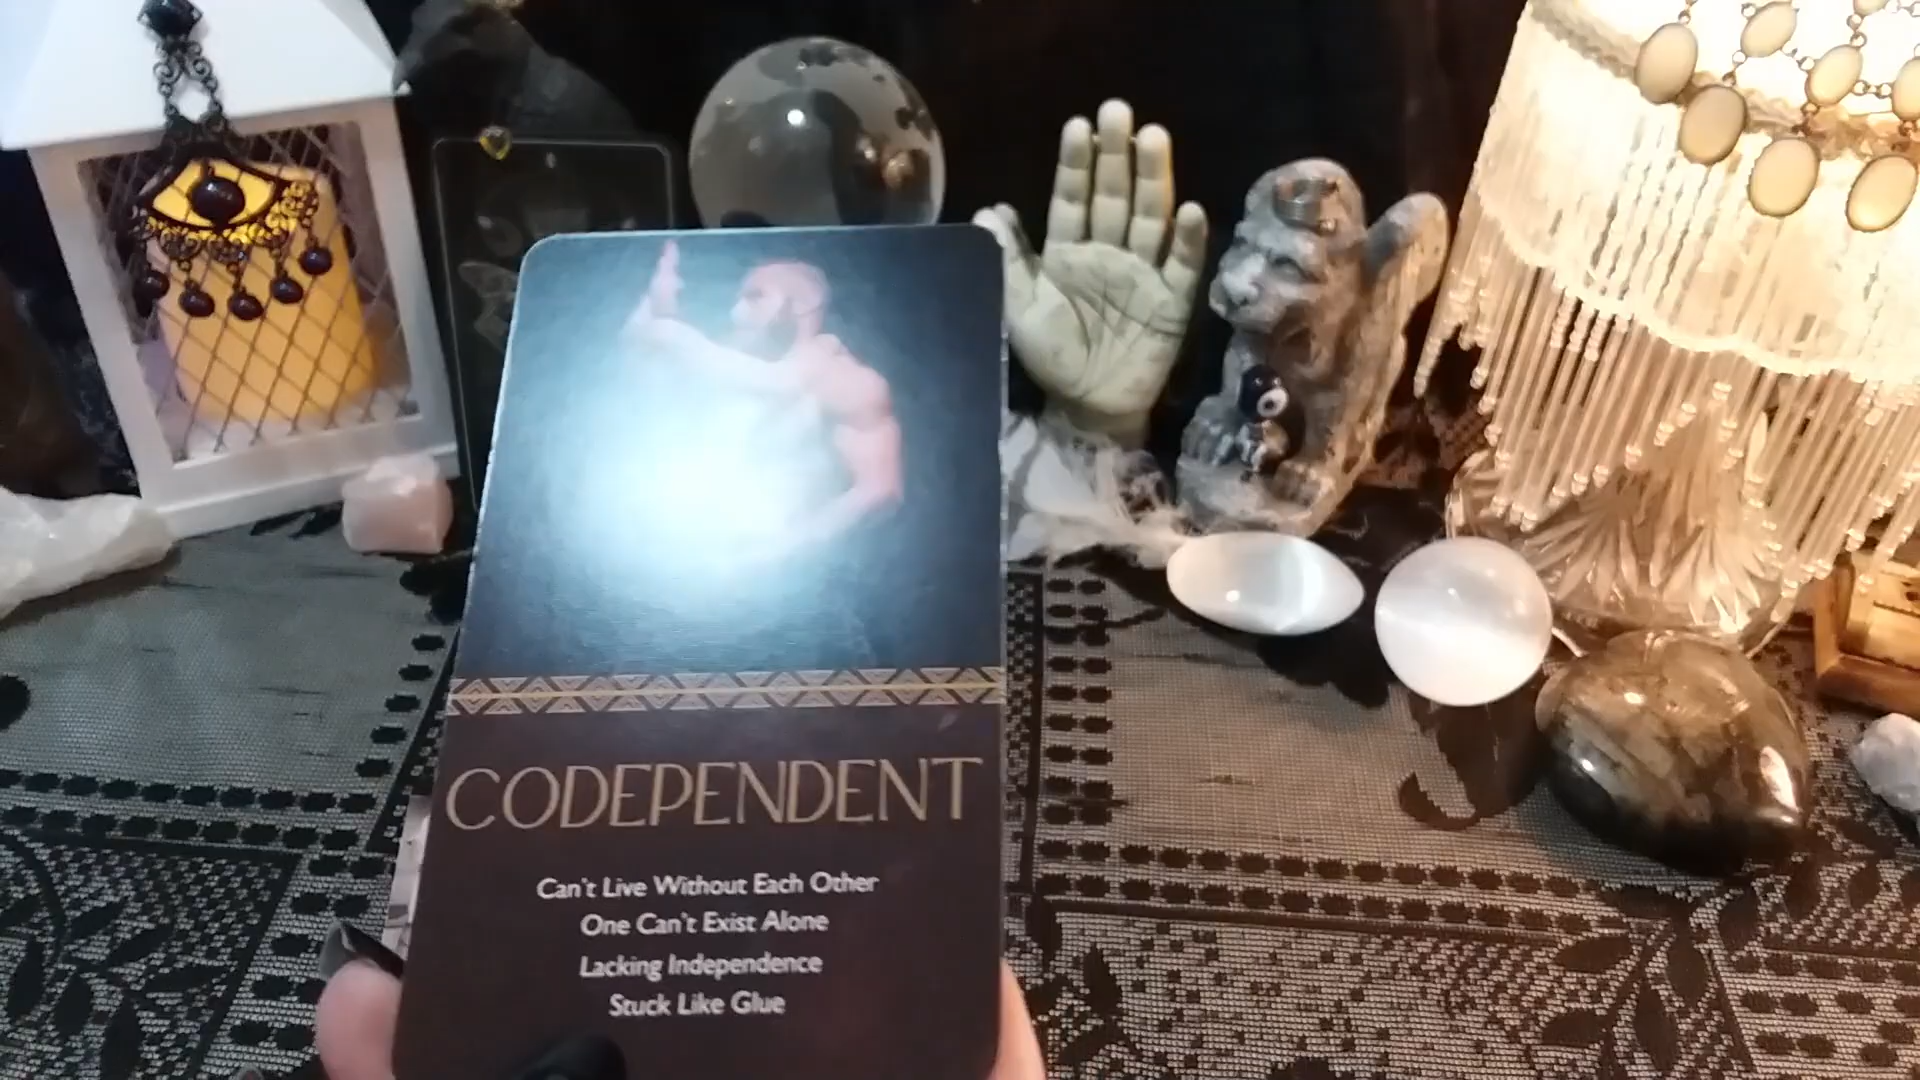 CODEPENDENT
Can't Live Without Each Other
One Can't Exist Alone
Lacking Independence
Stuck Like Glue